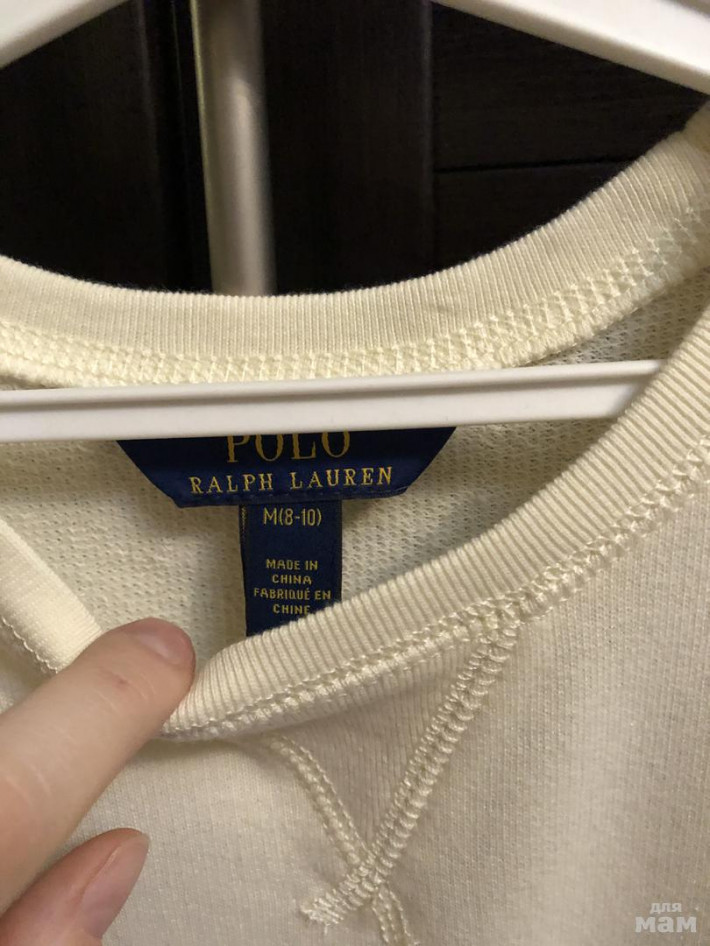 POLO
RALPH LAUREN
M(8-10)
MADE IN
CHINA
FABRIQUÉ EN
CHINE
для
мам